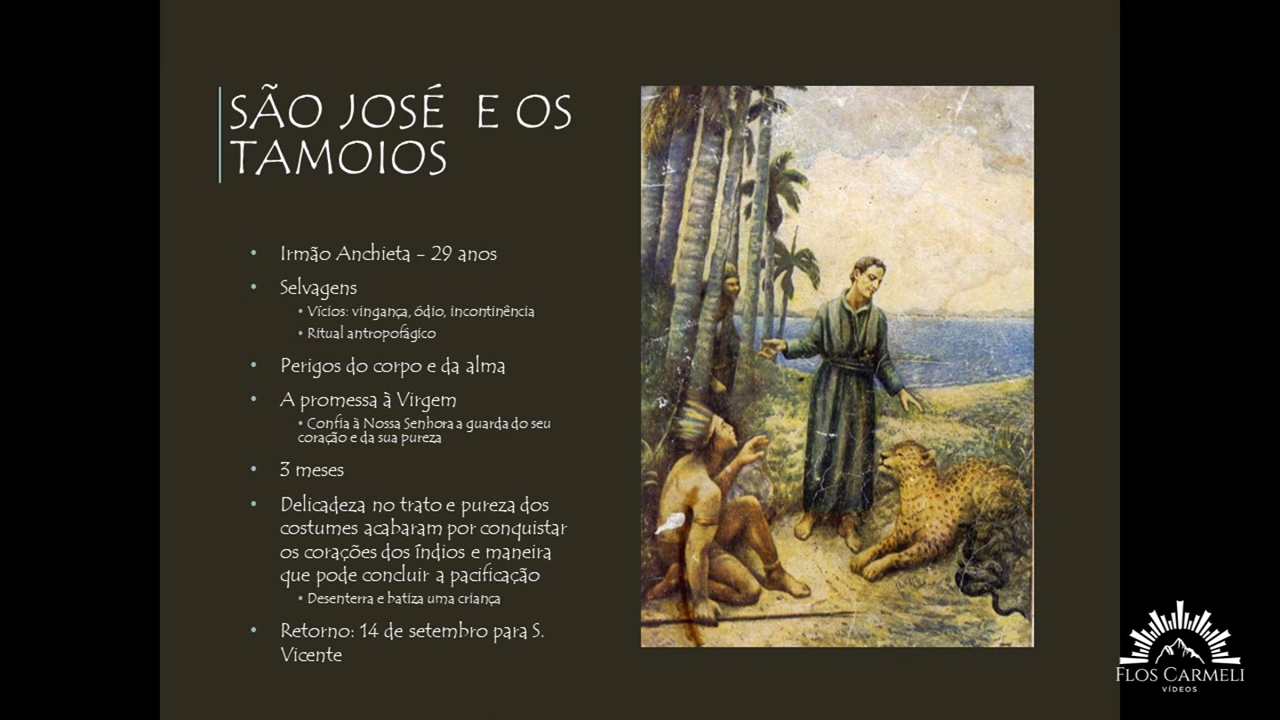 SÃO JOSÉ E OS
TAMOIOS
• Irmão Anchieta – 29 anos
• Selvagens
• Vícios: vingança, ódio, incontinência
• Ritual antropofágico
• Perigos do corpo e da alma
• A promessa à Virgem
• Confia à Nossa Senhora a guarda do seu
coração e da sua pureza
• 3 meses
• Delicadeza no trato e pureza dos
costumes acabaram por conquistar
os corações dos índios e maneira
que pode concluir a pacificação
• Desenterra e batiza uma criança
• Retorno: 14 de setembro para S.
Vicente
FLOS CARMELI
VÍDEOS